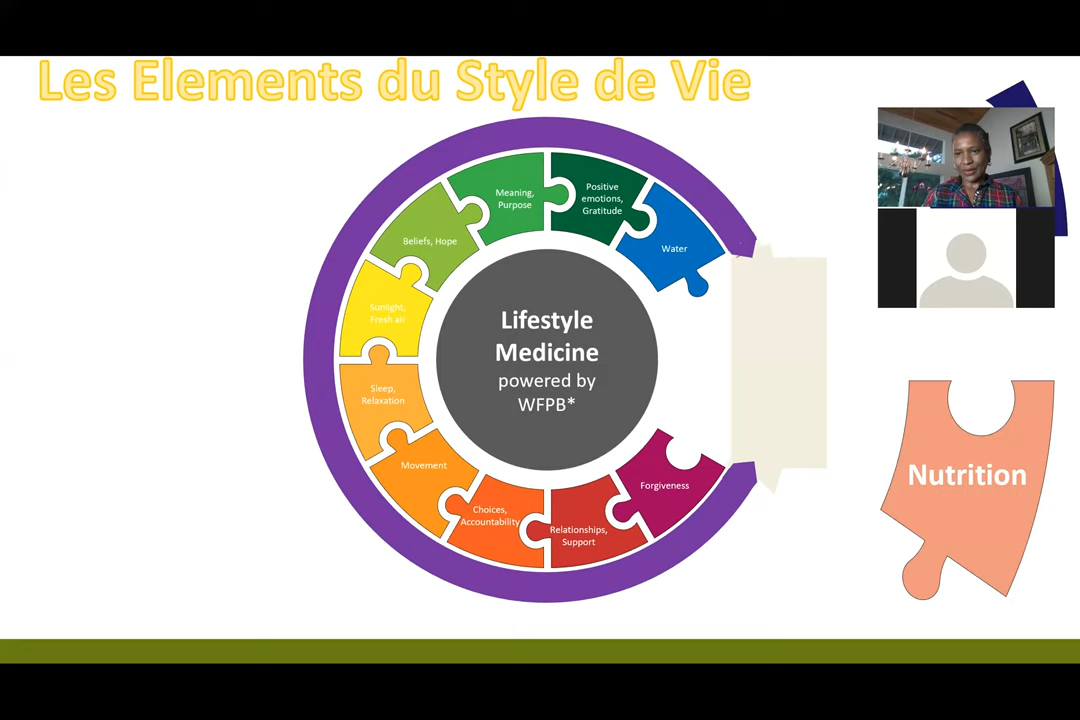 Les Elements du Style de Vie
Meaning,
Purpose
Positive
emotions,
Gratitude
Beliefs, Hope
Water
Sunlight,
Fresh air
Lifestyle
Medicine
powered by
WFPB*
Sleep,
Relaxation
Movement
Choices,
Accountability
Relationships,
Support
Forgiveness
Nutrition